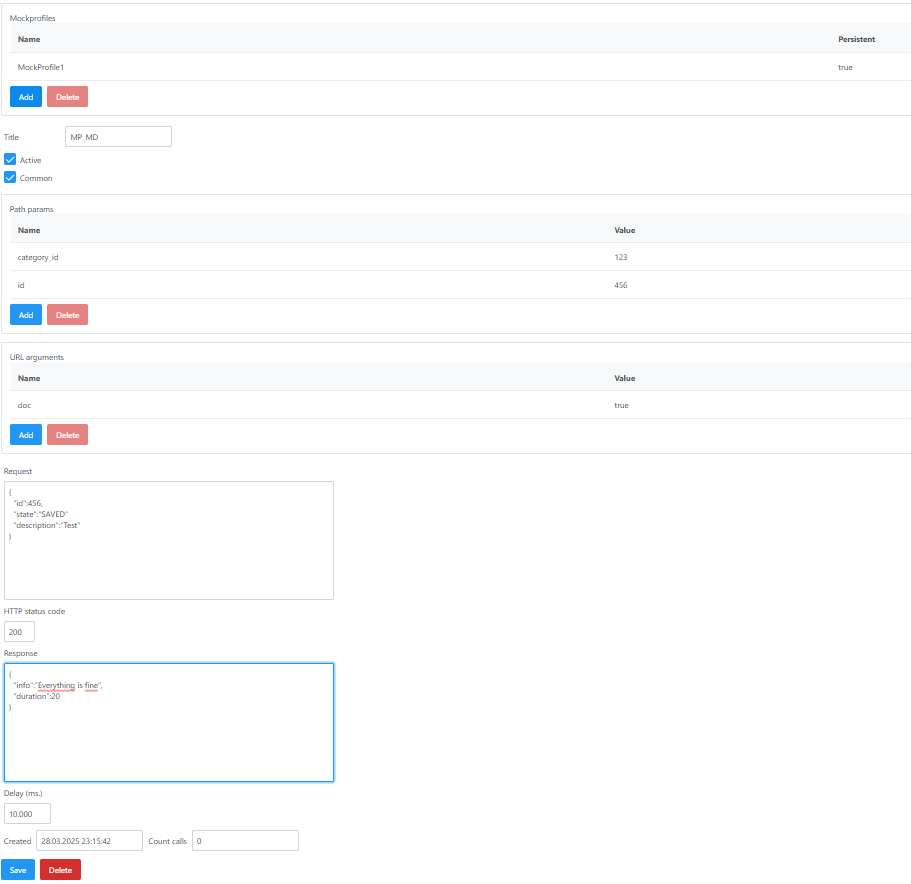 Mockprofiles
Name Persistent
MockProfile1 true
Add Delete
Title MP_MD
Active
Common
Path params
Name Value
category_id 123
id 456
Add Delete
URL arguments
Name Value
doc true
Add Delete
Request
{
"id":456,
"state":"SAVED"
"description":"Test"
}
HTTP status code
200
Response
{
"info":"Everything is fine",
"duration":20
}
Delay (ms.)
10.000
Created 28.03.2025 23:15:42 Count calls 0
Save Delete